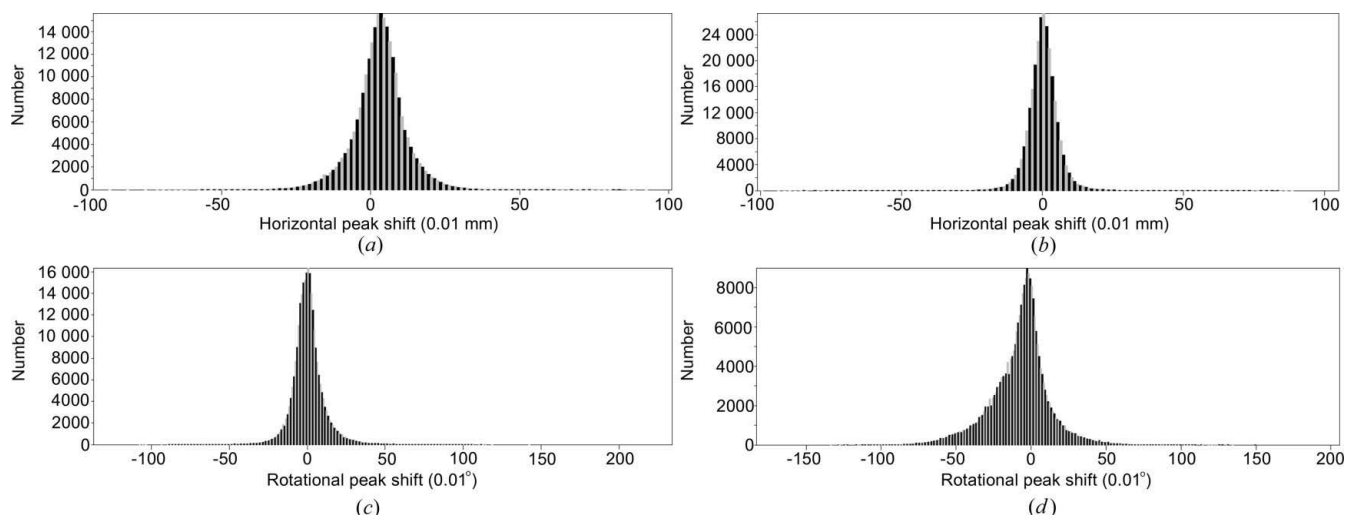 14 000
12 000
10 000
8000
6000
4000
2000
0
Number
-100 -50 0 50 100
Horizontal peak shift (0.01 mm)
(a)
24 000
20 000
16 000
12 000
8000
4000
0
Number
-100 -50 0 50 100
Horizontal peak shift (0.01 mm)
(b)
16 000
14 000
12 000
10 000
8000
6000
4000
2000
0
Number
-100 -50 0 50 100 150 200
Rotational peak shift (0.01°)
(c)
8000
6000
4000
2000
0
Number
-150 -100 -50 0 50 100 150 200
Rotational peak shift (0.01°)
(d)